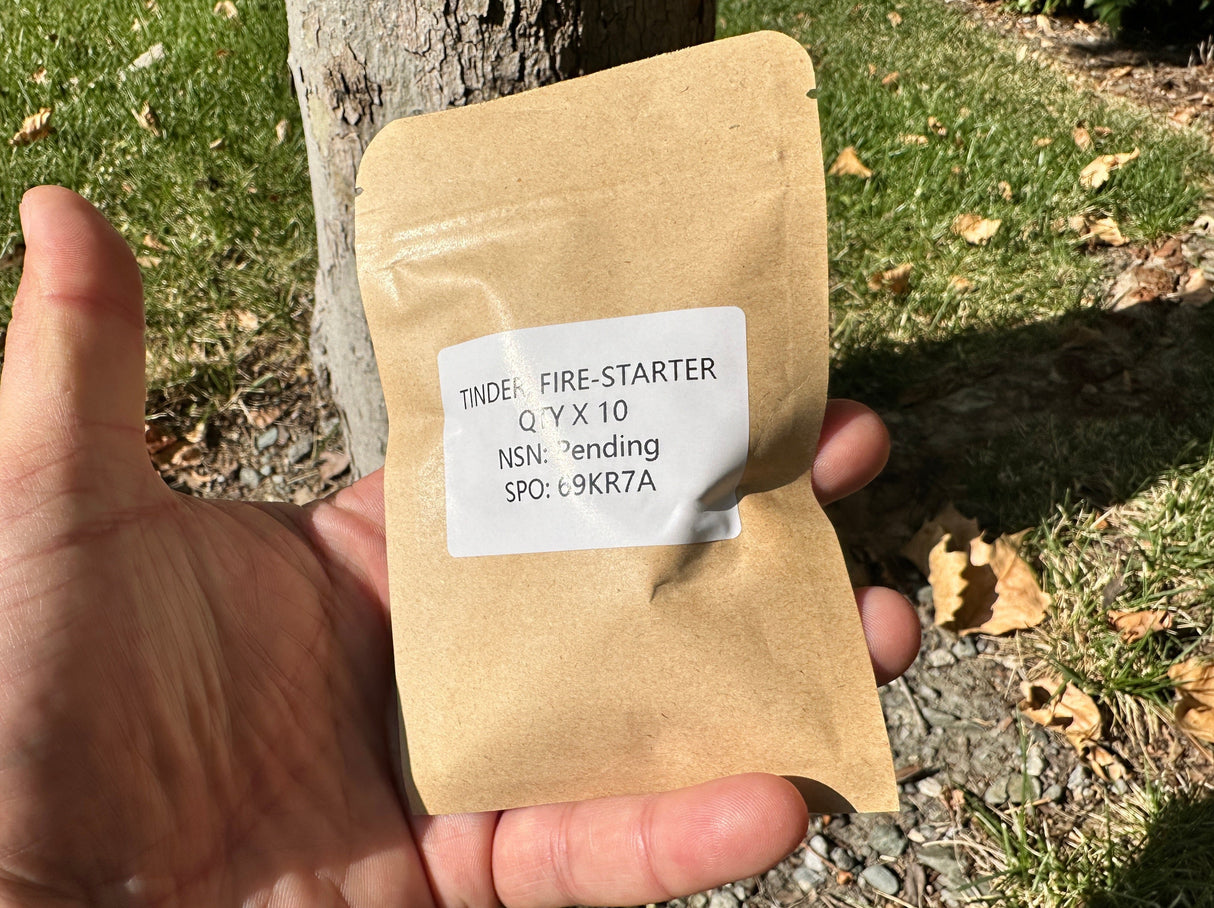 TINDER, FIRE-STARTER
QTY X 10
NSN: Pending
SPO: 69KR7A